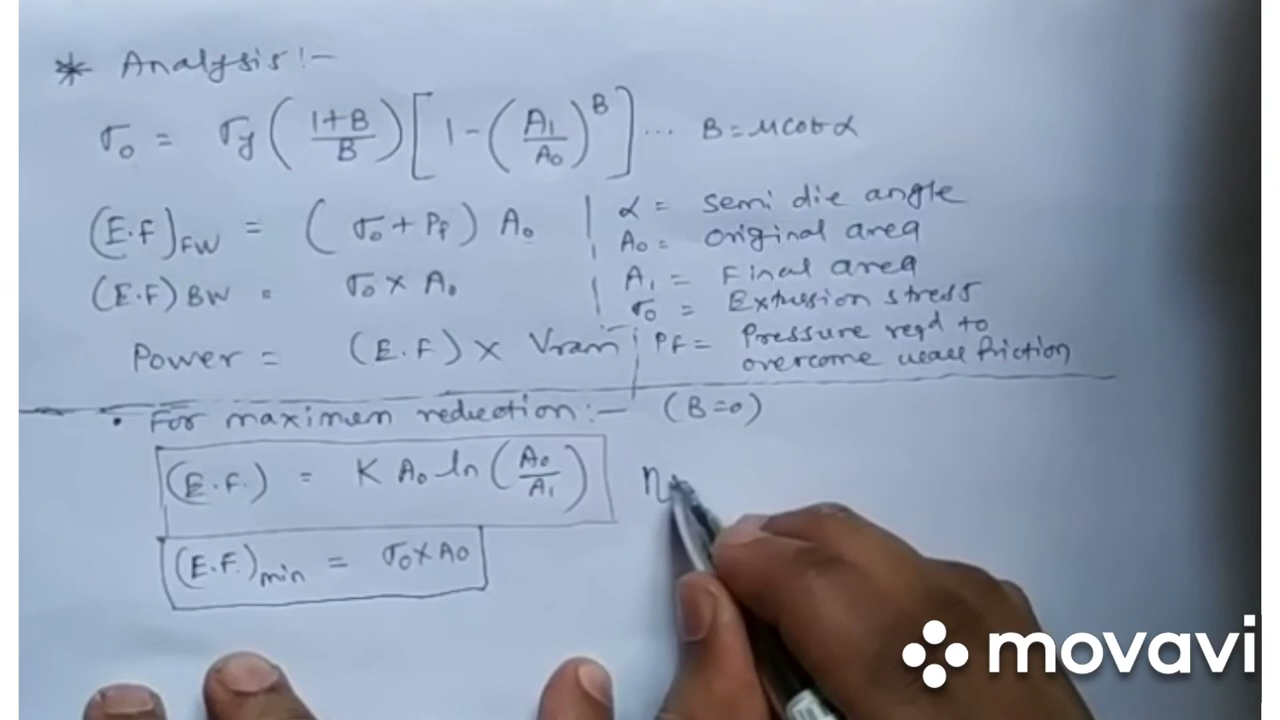 * Analysis:-
σ₀ = σy ( (1+B)/B ) [ 1 - (A₁/A₀)^B ] ... B = μcotα
(E.F)FW = ( σ₀ + Pf ) A₀
(E.F) BW = σ₀ × A₀
Power = (E.F) × Vram
α = semi die angle
A₀ = original area
A₁ = Final area
σ₀ = Extrusion stress
PF = Pressure reqd to
overcome wall friction
• For maximum reduction:- (B=0)
(E.F.) = K A₀ ln (A₀/A₁)
(E.F.)min = σ₀×A₀
movavi